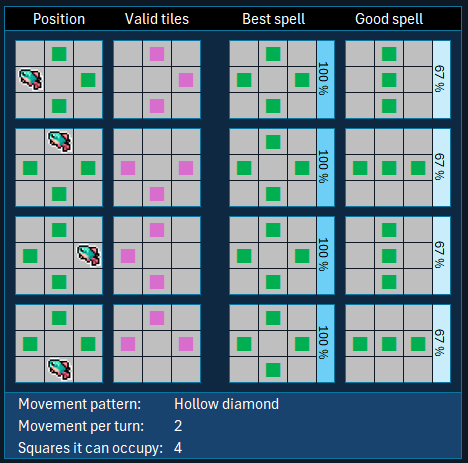 Position Valid tiles Best spell Good spell
100 % 67 %
100 % 67 %
100 % 67 %
100 % 67 %
Movement pattern: Hollow diamond
Movement per turn: 2
Squares it can occupy: 4